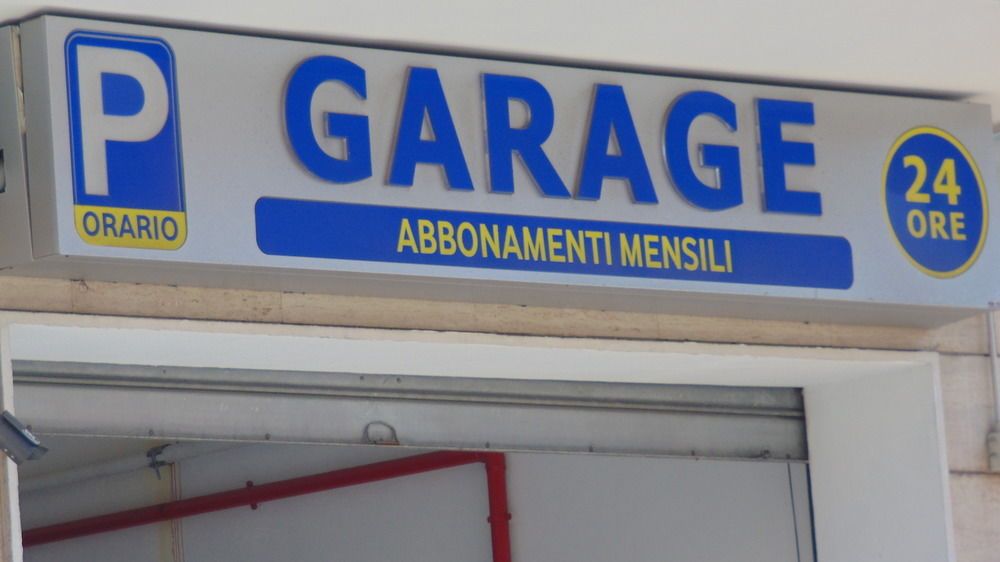 P
ORARIO
GARAGE
ABBONAMENTI MENSILI
24
ORE